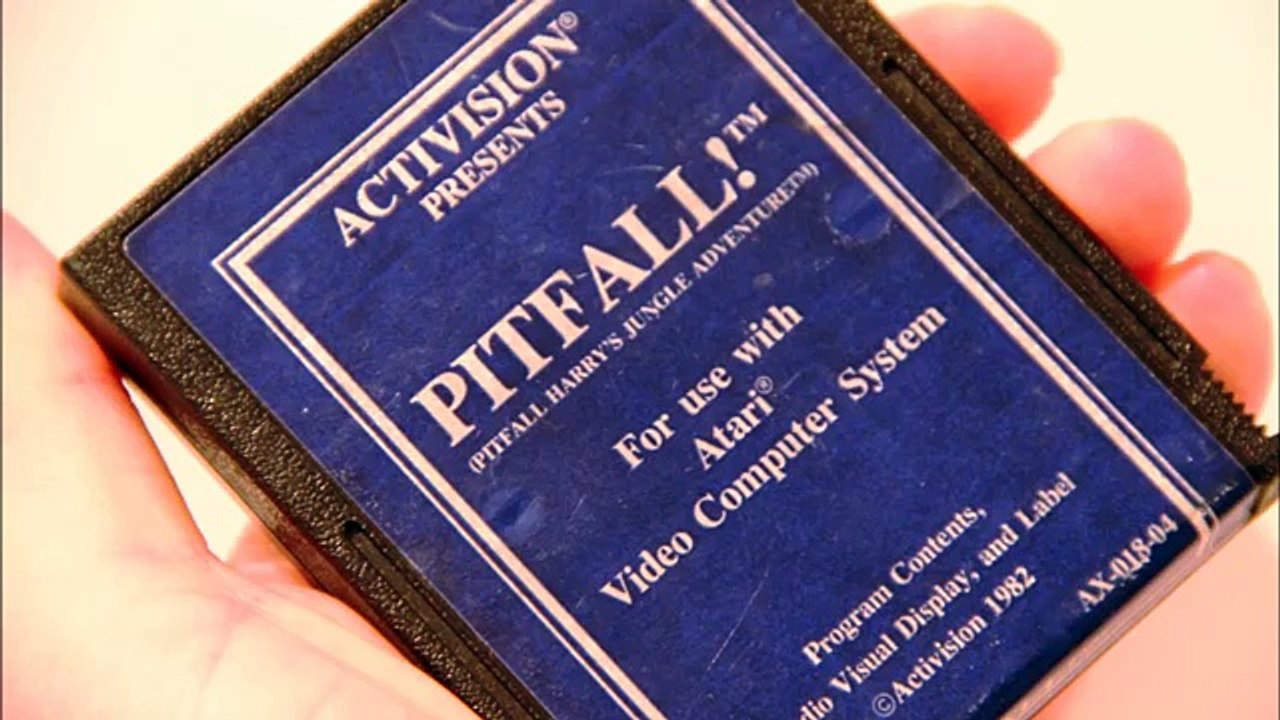 ACTIVISION®
PRESENTS
PITFALL!™
(PITFALL HARRY'S JUNGLE ADVENTURE™)
For use with
Atari®
Video Computer System
Program Contents,
Visual Display, and Label
©Activision 1982
AX-018-04